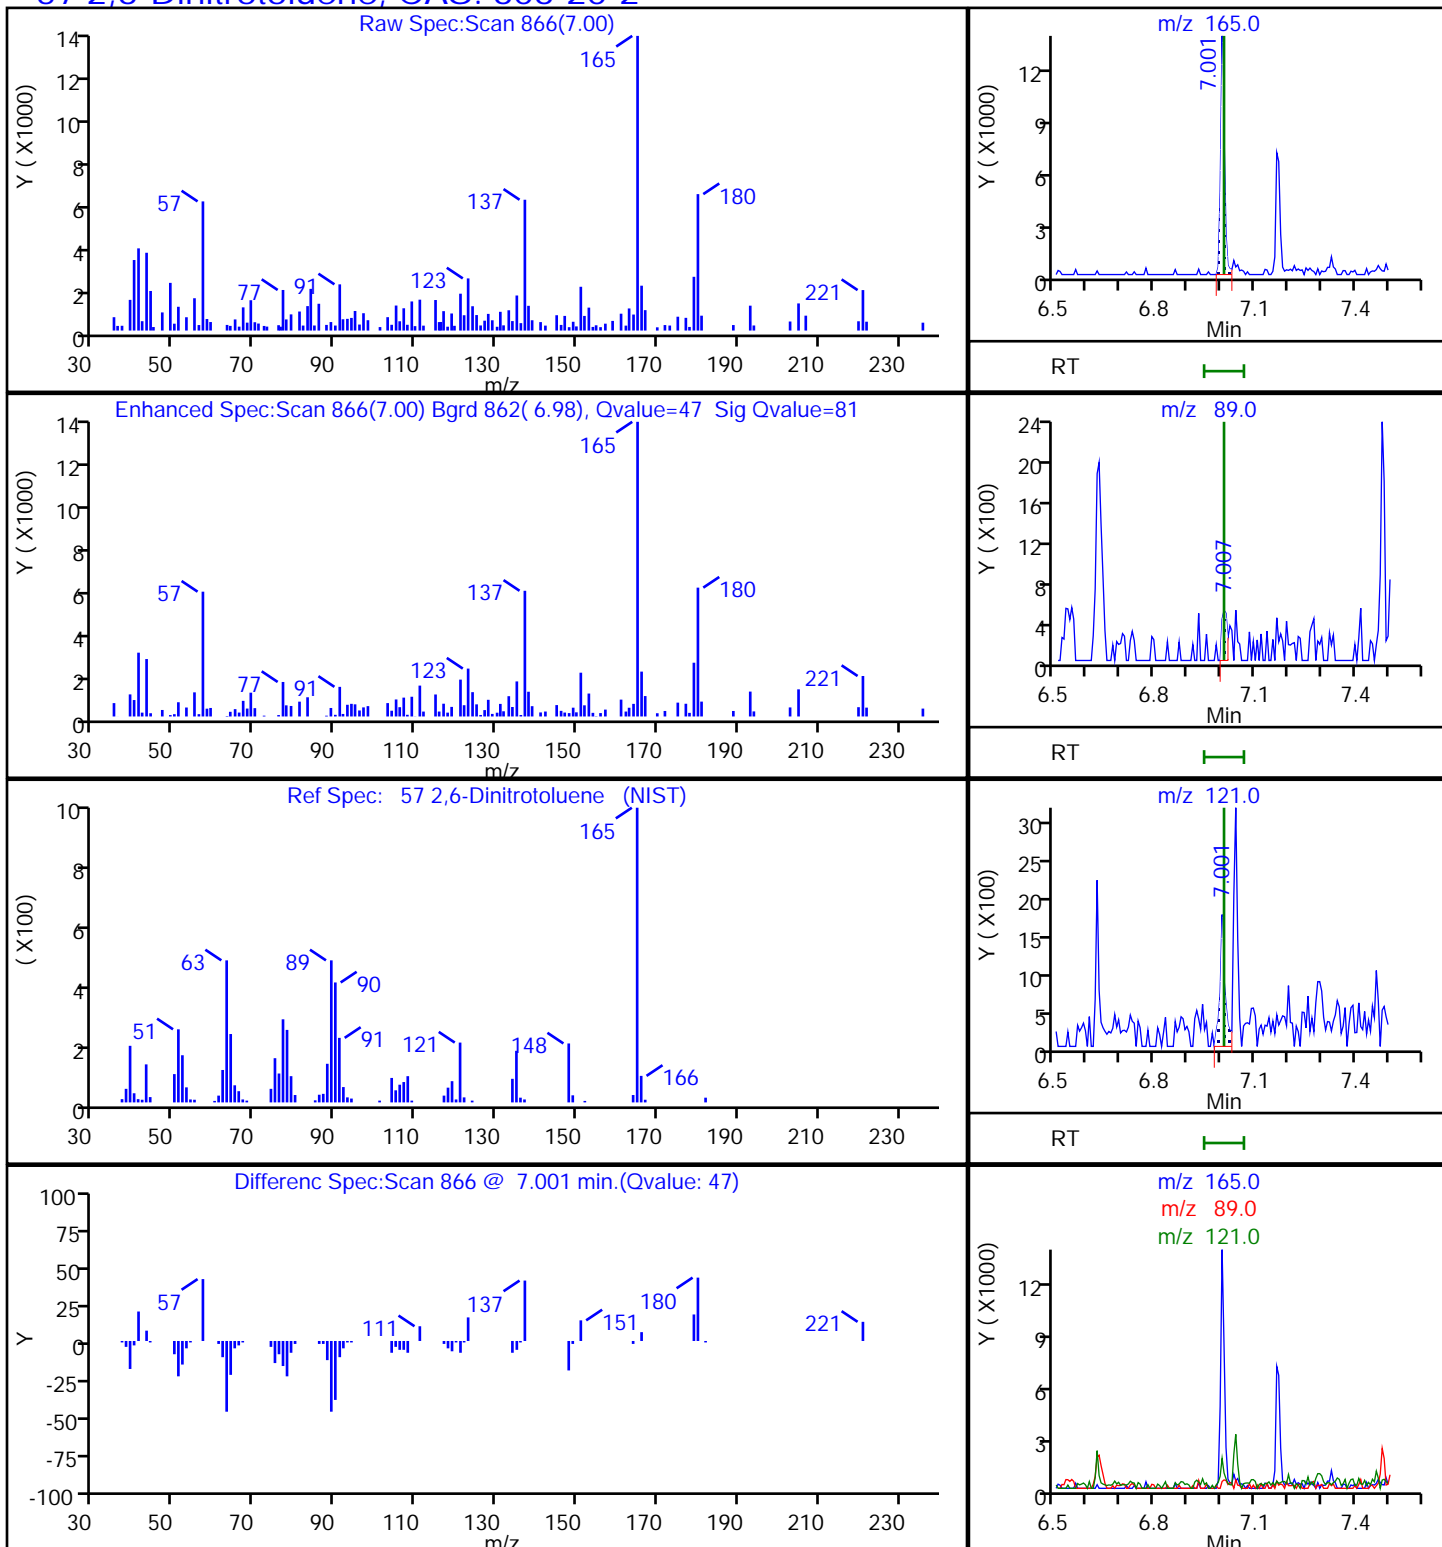 Raw Spec:Scan 866(7.00)
14
12
10
8
6
4
2
0
Y ( X1000)
165
57
137
180
77
91
123
221
30 50 70 90 110 130 150 170 190 210 230
m/z
m/z 165.0
12
9
6
3
0
Y ( X1000)
7.001
6.5 6.8 7.1 7.4
Min
RT
Enhanced Spec:Scan 866(7.00) Bgrd 862( 6.98), Qvalue=47 Sig Qvalue=81
14
12
10
8
6
4
2
0
Y ( X1000)
165
57
137
180
77
91
123
221
30 50 70 90 110 130 150 170 190 210 230
m/z
m/z 89.0
24
20
16
12
8
4
0
Y ( X100)
7.007
6.5 6.8 7.1 7.4
Min
RT
Ref Spec: 57 2,6-Dinitrotoluene (NIST)
10
8
6
4
2
0
( X100)
165
63
89
90
51
91
121
148
166
30 50 70 90 110 130 150 170 190 210 230
m/z 121.0
30
25
20
15
10
5
0
Y ( X100)
7.001
6.5 6.8 7.1 7.4
Min
RT
Differenc Spec:Scan 866 @ 7.001 min.(Qvalue: 47)
100
75
50
25
0
-25
-50
-75
-100
Y
57
137
180
111
151
221
30 50 70 90 110 130 150 170 190 210 230
m/z
m/z 165.0
m/z 89.0
m/z 121.0
12
9
6
3
0
Y ( X1000)
6.5 6.8 7.1 7.4
Min